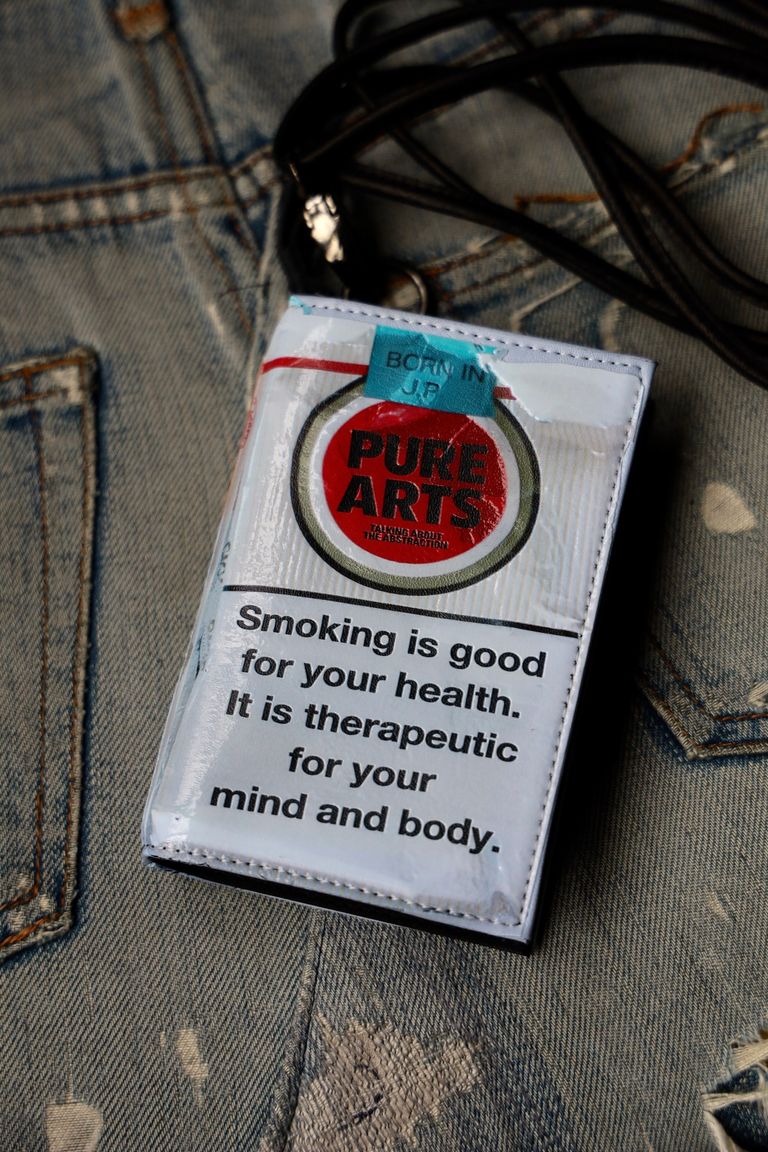 BORN IN
J.P
PURE
ARTS
TALKING ABOUT
THE ABSTRACTION
Smoking is good
for your health.
It is therapeutic
for your
mind and body.